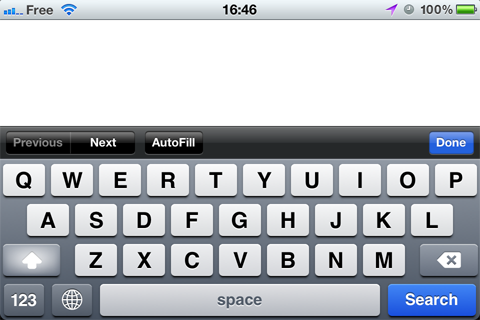 Free 16:46 100%
Previous Next AutoFill Done
Q W E R T Y U I O P
A S D F G H J K L
Z X C V B N M
123 space Search